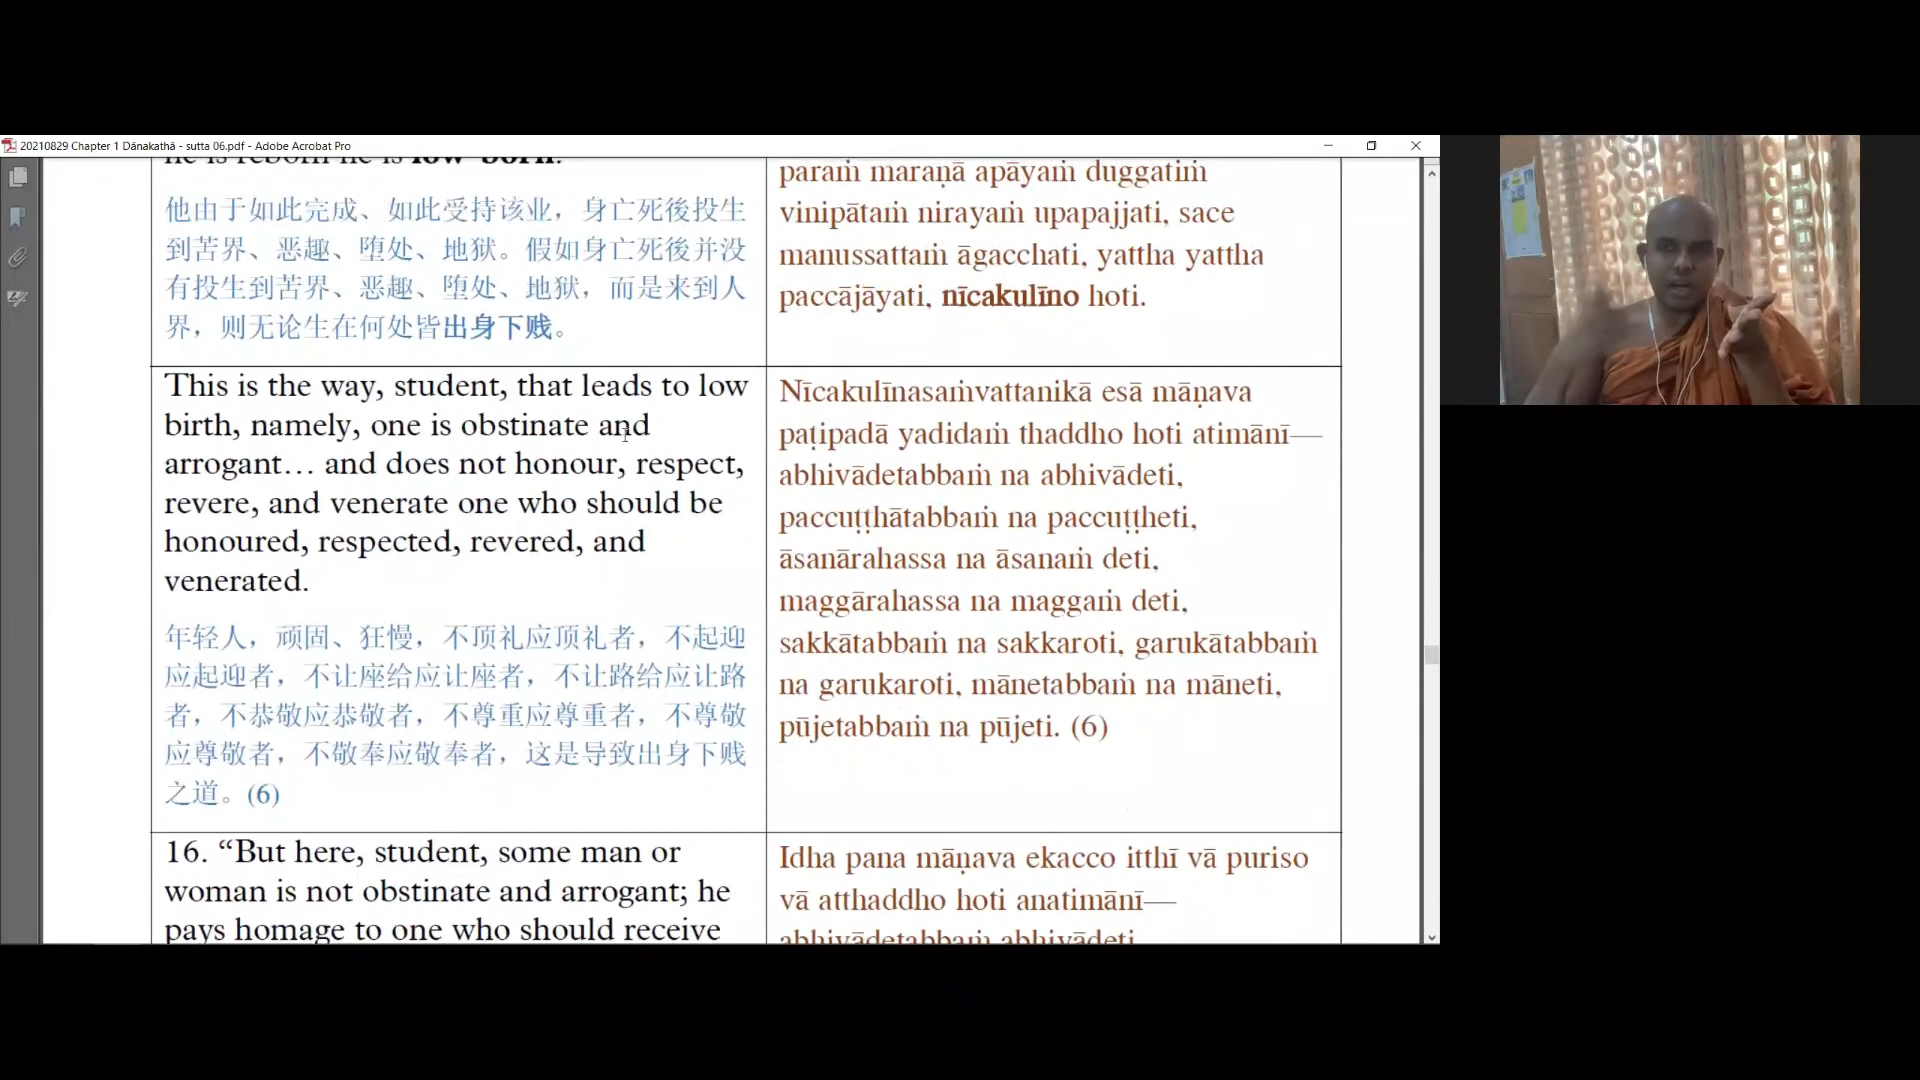 20210829 Chapter 1 Dānakathā - sutta 06.pdf - Adobe Acrobat Pro
he is reborn he is low-born.
他由于如此完成、如此受持该业，身亡死後投生
到苦界、恶趣、堕处、地狱。假如身亡死後并没
有投生到苦界、恶趣、堕处、地狱，而是来到人
界，则无论生在何处皆出身下贱。
paraṁ maraṇā apāyaṁ duggatiṁ
vinipātaṁ nirayaṁ upapajjati, sace
manussattaṁ āgacchati, yattha yattha
paccājāyati, nīcakulīno hoti.
This is the way, student, that leads to low
birth, namely, one is obstinate and
arrogant… and does not honour, respect,
revere, and venerate one who should be
honoured, respected, revered, and
venerated.
年轻人，顽固、狂慢，不顶礼应顶礼者，不起迎
应起迎者，不让座给应让座者，不让路给应让路
者，不恭敬应恭敬者，不尊重应尊重者，不尊敬
应尊敬者，不敬奉应敬奉者，这是导致出身下贱
之道。(6)
Nīcakulīnasaṁvattanikā esā māṇava
paṭipadā yadidaṁ thaddho hoti atimānī—
abhivādetabbaṁ na abhivādeti,
paccuṭṭhātabbaṁ na paccuṭṭheti,
āsanārahassa na āsanaṁ deti,
maggārahassa na maggaṁ deti,
sakkātabbaṁ na sakkaroti, garukātabbaṁ
na garukaroti, mānetabbaṁ na māneti,
pūjetabbaṁ na pūjeti. (6)
16. “But here, student, some man or
woman is not obstinate and arrogant; he
pays homage to one who should receive
Idha pana māṇava ekacco itthī vā puriso
vā atthaddho hoti anatimānī—
abhivādetabbaṁ abhivādeti